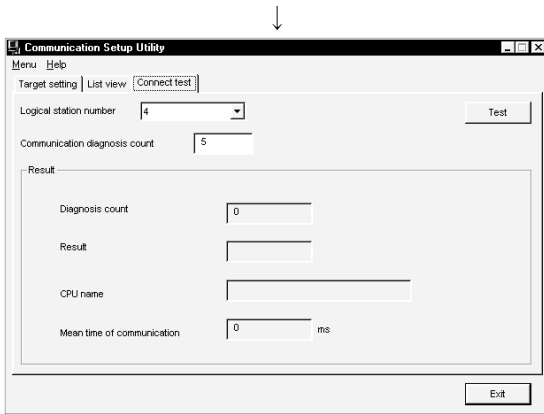 ↓
Communication Setup Utility
Menu Help
Target setting List view Connect test
Logical station number 4 Test
Communication diagnosis count 5
Result
Diagnosis count 0
Result
CPU name
Mean time of communication 0 ms
Exit